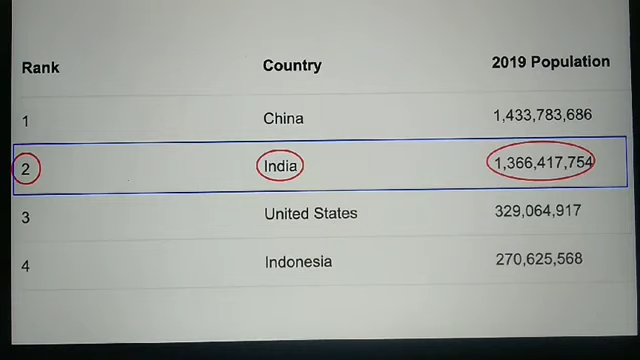 Rank Country 2019 Population
1 China 1,433,783,686
2 India 1,366,417,754
3 United States 329,064,917
4 Indonesia 270,625,568